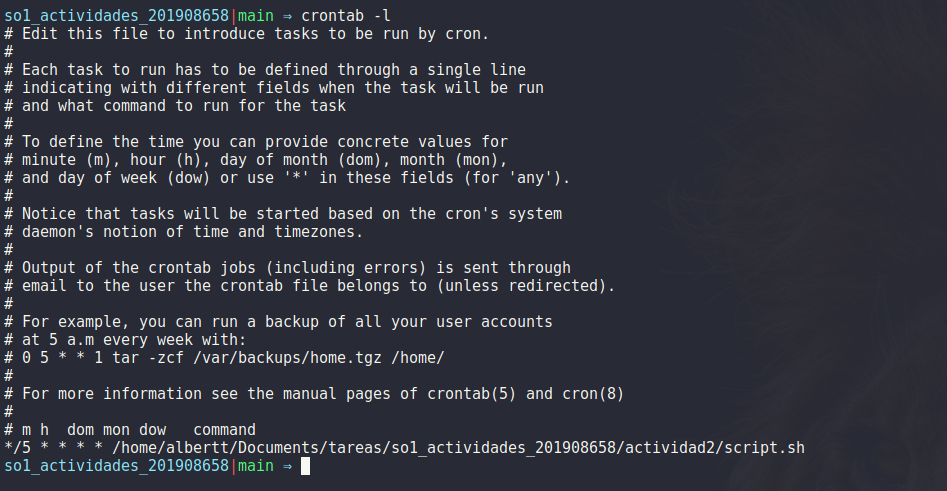 so1_actividades_201908658|main ⇒ crontab -l
# Edit this file to introduce tasks to be run by cron.
#
# Each task to run has to be defined through a single line
# indicating with different fields when the task will be run
# and what command to run for the task
#
# To define the time you can provide concrete values for
# minute (m), hour (h), day of month (dom), month (mon),
# and day of week (dow) or use '*' in these fields (for 'any').
#
# Notice that tasks will be started based on the cron's system
# daemon's notion of time and timezones.
#
# Output of the crontab jobs (including errors) is sent through
# email to the user the crontab file belongs to (unless redirected).
#
# For example, you can run a backup of all your user accounts
# at 5 a.m every week with:
# 0 5 * * 1 tar -zcf /var/backups/home.tgz /home/
#
# For more information see the manual pages of crontab(5) and cron(8)
#
# m h  dom mon dow   command
*/5 * * * * /home/albertt/Documents/tareas/so1_actividades_201908658/actividad2/script.sh
so1_actividades_201908658|main ⇒